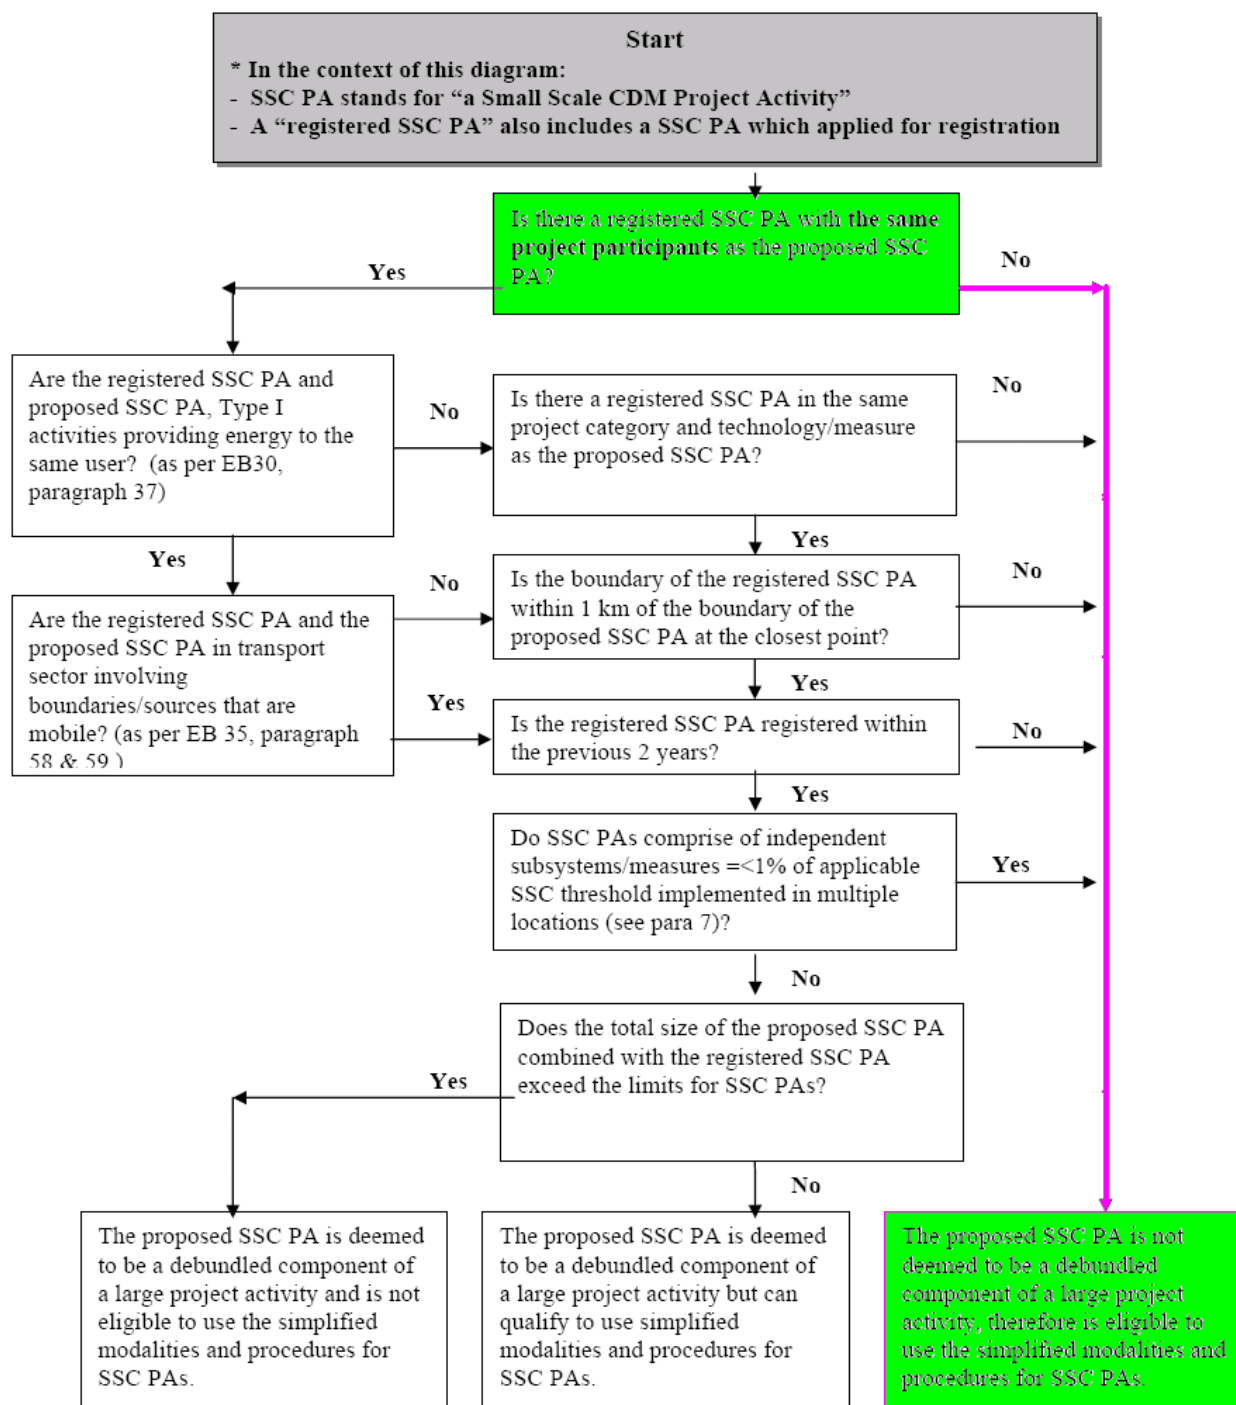 Start
* In the context of this diagram:
- SSC PA stands for “a Small Scale CDM Project Activity”
- A “registered SSC PA” also includes a SSC PA which applied for registration
Is there a registered SSC PA with the same
project participants as the proposed SSC
PA?
Yes
No
Are the registered SSC PA and
proposed SSC PA, Type I
activities providing energy to the
same user? (as per EB30,
paragraph 37)
No
Is there a registered SSC PA in the same
project category and technology/measure
as the proposed SSC PA?
No
Yes
Yes
Are the registered SSC PA and the
proposed SSC PA in transport
sector involving
boundaries/sources that are
mobile? (as per EB 35, paragraph
58 & 59 )
No
Is the boundary of the registered SSC PA
within 1 km of the boundary of the
proposed SSC PA at the closest point?
No
Yes
Yes
Is the registered SSC PA registered within
the previous 2 years?
No
Yes
Do SSC PAs comprise of independent
subsystems/measures =<1% of applicable
SSC threshold implemented in multiple
locations (see para 7)?
Yes
No
Does the total size of the proposed SSC PA
combined with the registered SSC PA
exceed the limits for SSC PAs?
Yes
No
The proposed SSC PA is deemed
to be a debundled component of
a large project activity and is not
eligible to use the simplified
modalities and procedures for
SSC PAs.
The proposed SSC PA is deemed
to be a debundled component of
a large project activity but can
qualify to use simplified
modalities and procedures for
SSC PAs.
The proposed SSC PA is not
deemed to be a debundled
component of a large project
activity, therefore is eligible to
use the simplified modalities and
procedures for SSC PAs.